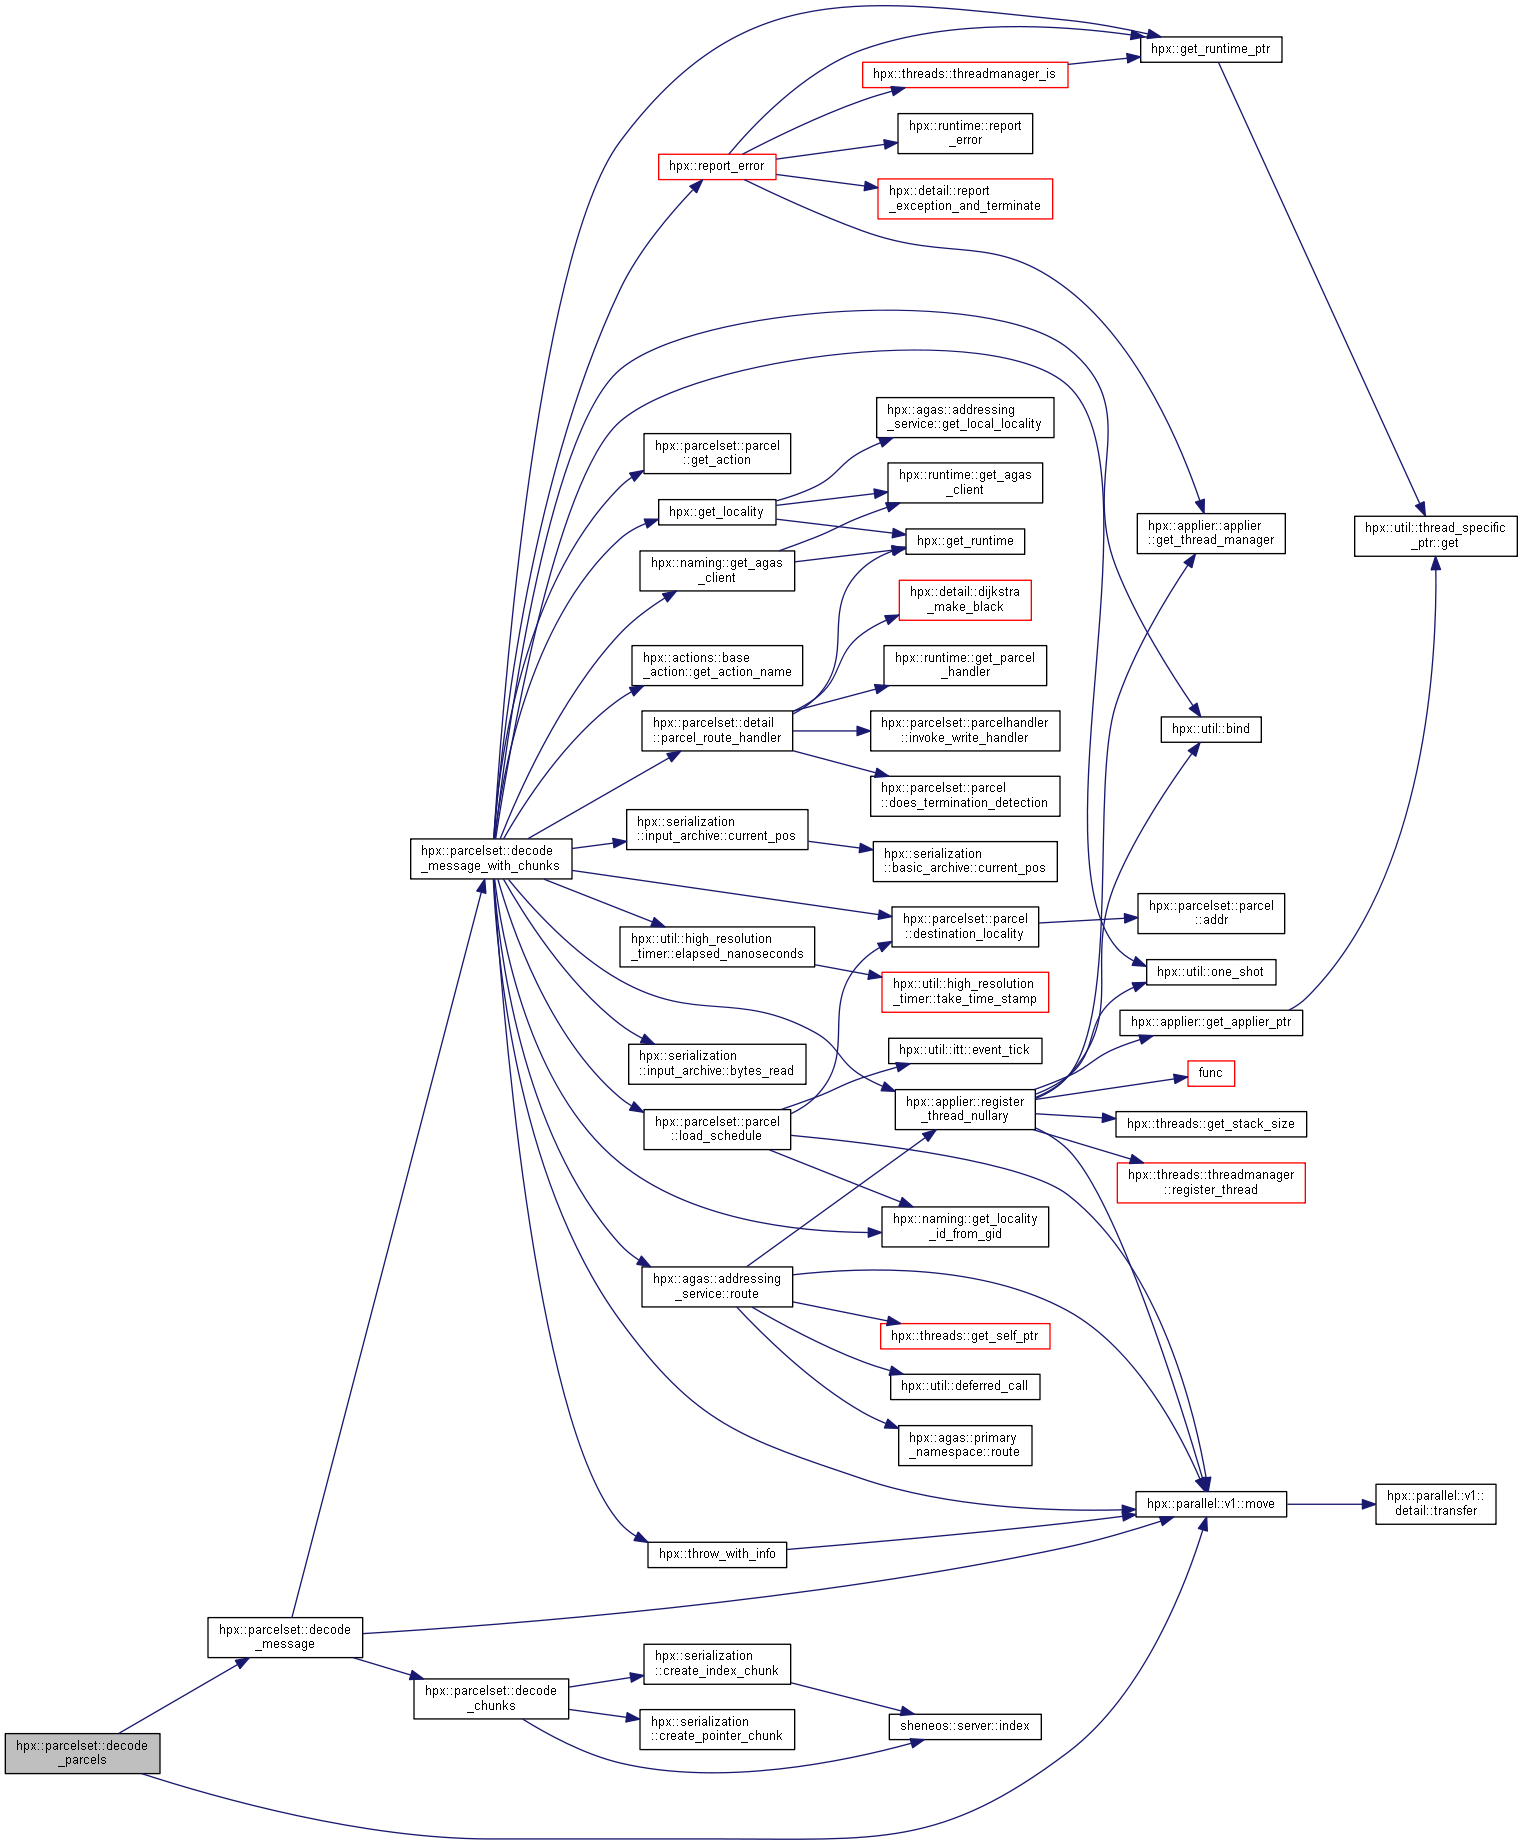 hpx::get_runtime_ptr
hpx::threads::threadmanager_is
hpx::runtime::report
_error
hpx::report_error
hpx::detail::report
_exception_and_terminate
hpx::agas::addressing
_service::get_local_locality
hpx::parcelset::parcel
::get_action
hpx::runtime::get_agas
_client
hpx::get_locality
hpx::get_runtime
hpx::applier::applier
::get_thread_manager
hpx::util::thread_specific
_ptr::get
hpx::naming::get_agas
_client
hpx::detail::dijkstra
_make_black
hpx::actions::base
_action::get_action_name
hpx::runtime::get_parcel
_handler
hpx::parcelset::detail
::parcel_route_handler
hpx::parcelset::parcelhandler
::invoke_write_handler
hpx::util::bind
hpx::parcelset::parcel
::does_termination_detection
hpx::serialization
::input_archive::current_pos
hpx::parcelset::decode
_message_with_chunks
hpx::serialization
::basic_archive::current_pos
hpx::parcelset::parcel
::destination_locality
hpx::parcelset::parcel
::addr
hpx::util::high_resolution
_timer::elapsed_nanoseconds
hpx::util::one_shot
hpx::util::high_resolution
_timer::take_time_stamp
hpx::applier::get_applier_ptr
hpx::util::itt::event_tick
hpx::serialization
::input_archive::bytes_read
func
hpx::applier::register
_thread_nullary
hpx::threads::get_stack_size
hpx::parcelset::parcel
::load_schedule
hpx::threads::threadmanager
::register_thread
hpx::naming::get_locality
_id_from_gid
hpx::agas::addressing
_service::route
hpx::threads::get_self_ptr
hpx::util::deferred_call
hpx::agas::primary
_namespace::route
hpx::parallel::v1::move
hpx::parallel::v1::
detail::transfer
hpx::throw_with_info
hpx::parcelset::decode
_message
hpx::serialization
::create_index_chunk
hpx::parcelset::decode
_chunks
hpx::serialization
::create_pointer_chunk
sheneos::server::index
hpx::parcelset::decode
_parcels